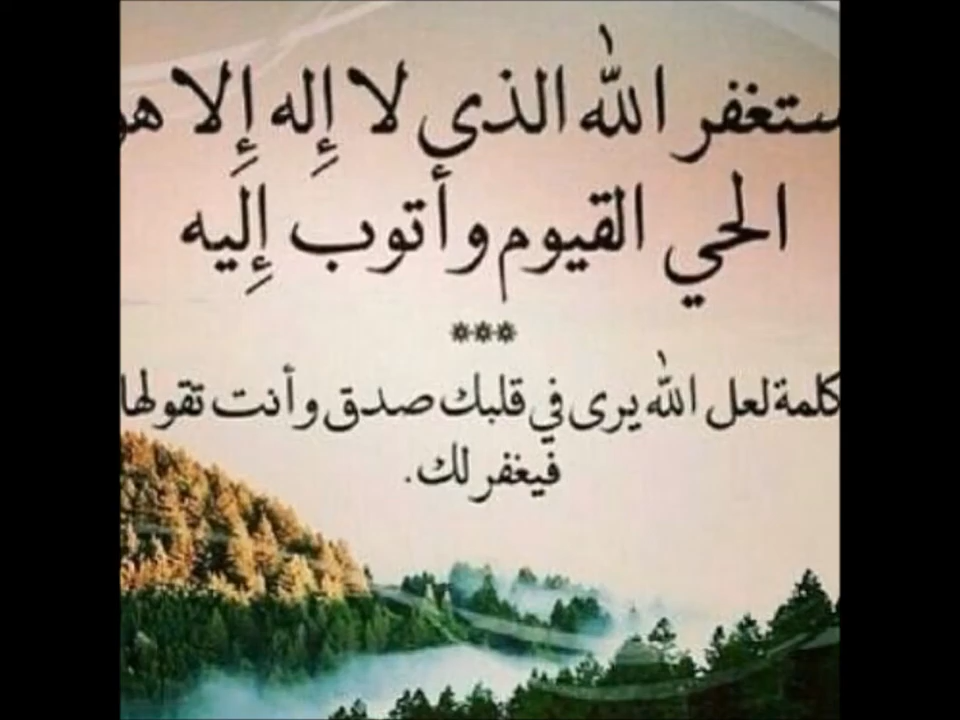 ستغفر الله الذي لا إله إلا هو
الحي القيوم وأتوب إليه
***
كلمة لعل الله يرى في قلبك صدق وأنت تقولها
فيغفر لك.